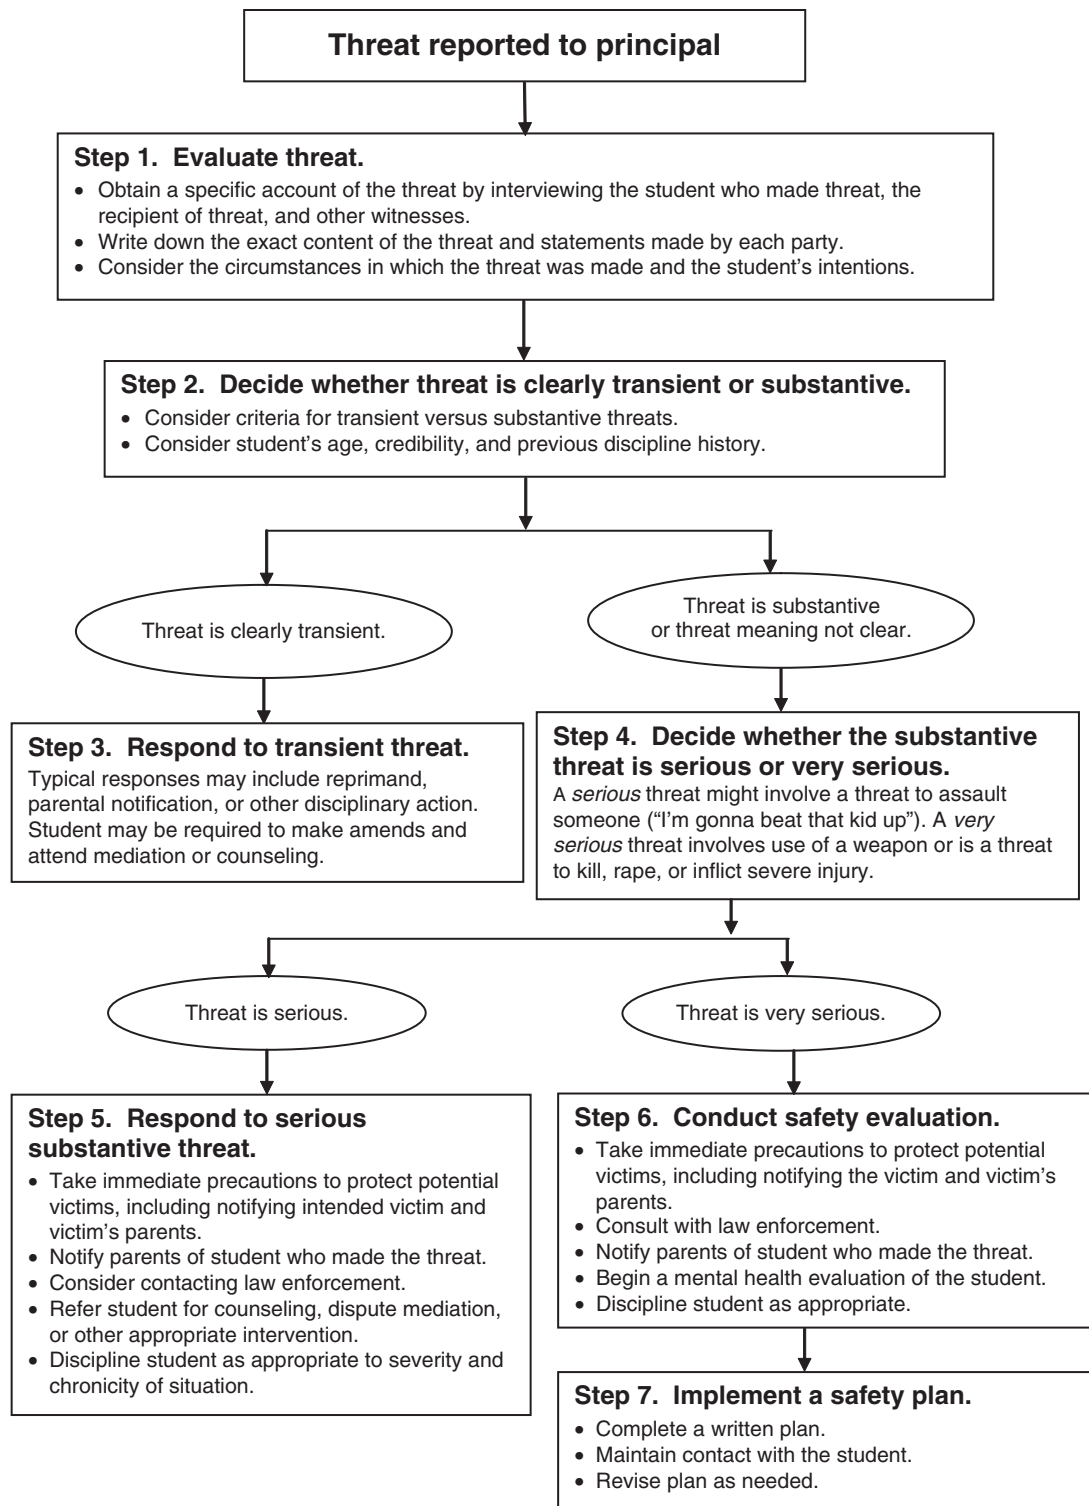 Threat reported to principal
Step 1. Evaluate threat.
• Obtain a specific account of the threat by interviewing the student who made threat, the
recipient of threat, and other witnesses.
• Write down the exact content of the threat and statements made by each party.
• Consider the circumstances in which the threat was made and the student’s intentions.
Step 2. Decide whether threat is clearly transient or substantive.
• Consider criteria for transient versus substantive threats.
• Consider student’s age, credibility, and previous discipline history.
Threat is clearly transient.
Threat is substantive
or threat meaning not clear.
Step 3. Respond to transient threat.
Typical responses may include reprimand,
parental notification, or other disciplinary action.
Student may be required to make amends and
attend mediation or counseling.
Step 4. Decide whether the substantive
threat is serious or very serious.
A serious threat might involve a threat to assault
someone (“I’m gonna beat that kid up”). A very
serious threat involves use of a weapon or is a threat
to kill, rape, or inflict severe injury.
Threat is serious.
Threat is very serious.
Step 5. Respond to serious
substantive threat.
• Take immediate precautions to protect potential
victims, including notifying intended victim and
victim’s parents.
• Notify parents of student who made the threat.
• Consider contacting law enforcement.
• Refer student for counseling, dispute mediation,
or other appropriate intervention.
• Discipline student as appropriate to severity and
chronicity of situation.
Step 6. Conduct safety evaluation.
• Take immediate precautions to protect potential
victims, including notifying the victim and victim’s
parents.
• Consult with law enforcement.
• Notify parents of student who made the threat.
• Begin a mental health evaluation of the student.
• Discipline student as appropriate.
Step 7. Implement a safety plan.
• Complete a written plan.
• Maintain contact with the student.
• Revise plan as needed.